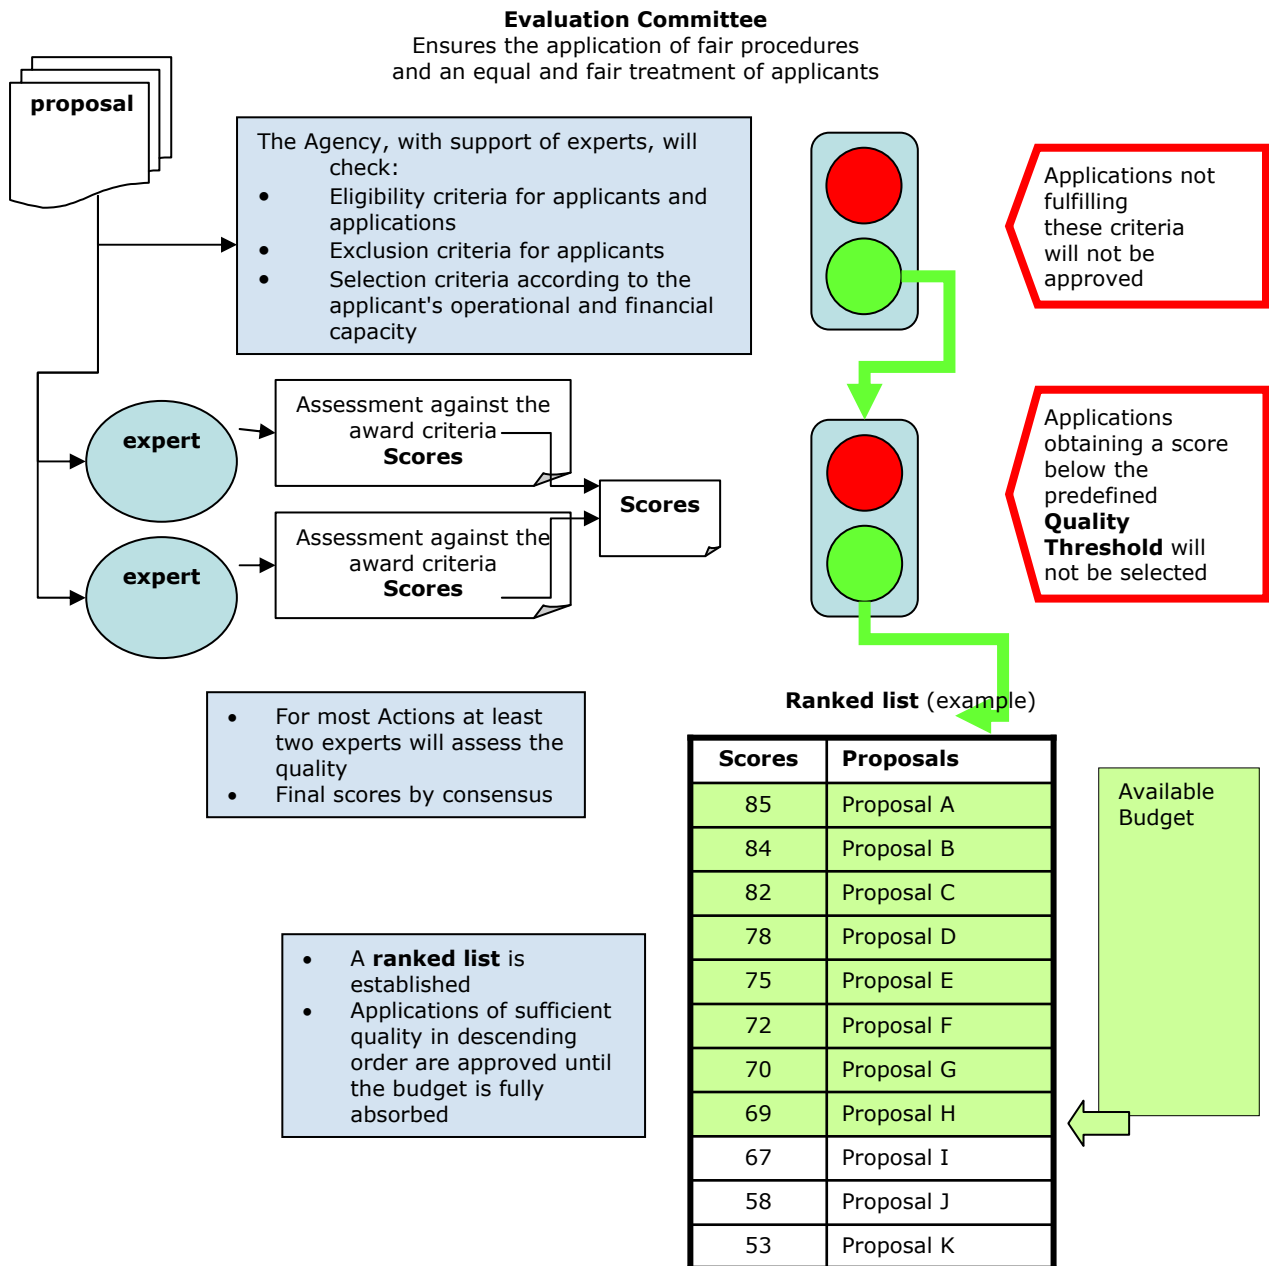 Evaluation Committee
Ensures the application of fair procedures
and an equal and fair treatment of applicants
proposal
The Agency, with support of experts, will
check:
• Eligibility criteria for applicants and
applications
• Exclusion criteria for applicants
• Selection criteria according to the
applicant's operational and financial
capacity
Applications not
fulfilling
these criteria
will not be
approved
expert
Assessment against the
award criteria
Scores
Scores
expert
Assessment against the
award criteria
Scores
Applications
obtaining a score
below the
predefined
Quality
Threshold will
not be selected
• For most Actions at least
two experts will assess the
quality
• Final scores by consensus
Ranked list (example)
Scores Proposals
85 Proposal A
84 Proposal B
82 Proposal C
78 Proposal D
75 Proposal E
72 Proposal F
70 Proposal G
69 Proposal H
67 Proposal I
58 Proposal J
53 Proposal K
Available
Budget
• A ranked list is
established
• Applications of sufficient
quality in descending
order are approved until
the budget is fully
absorbed